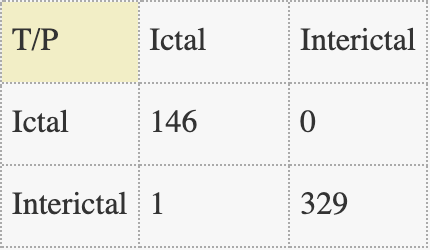 T/P Ictal Interictal
Ictal 146 0
Interictal 1 329